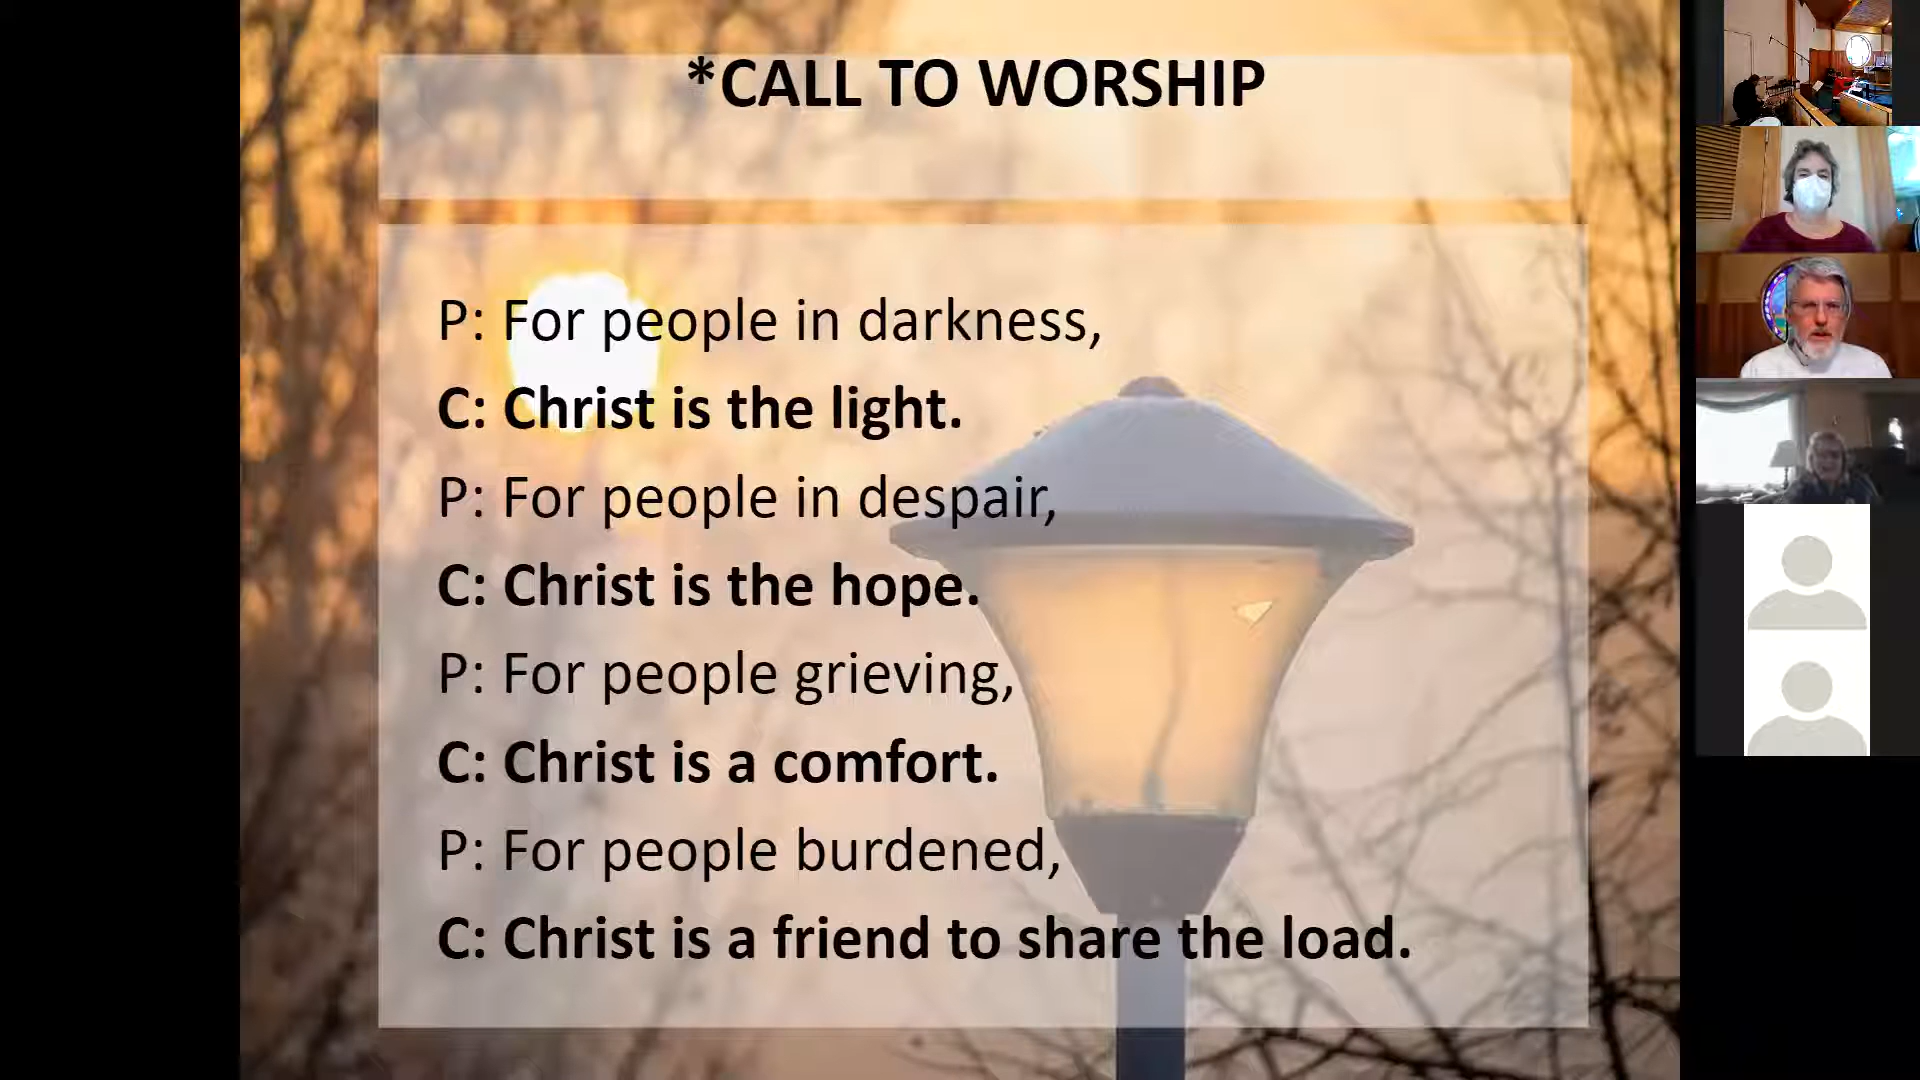 *CALL TO WORSHIP
P: For people in darkness,
C: Christ is the light.
P: For people in despair,
C: Christ is the hope.
P: For people grieving,
C: Christ is a comfort.
P: For people burdened,
C: Christ is a friend to share the load.